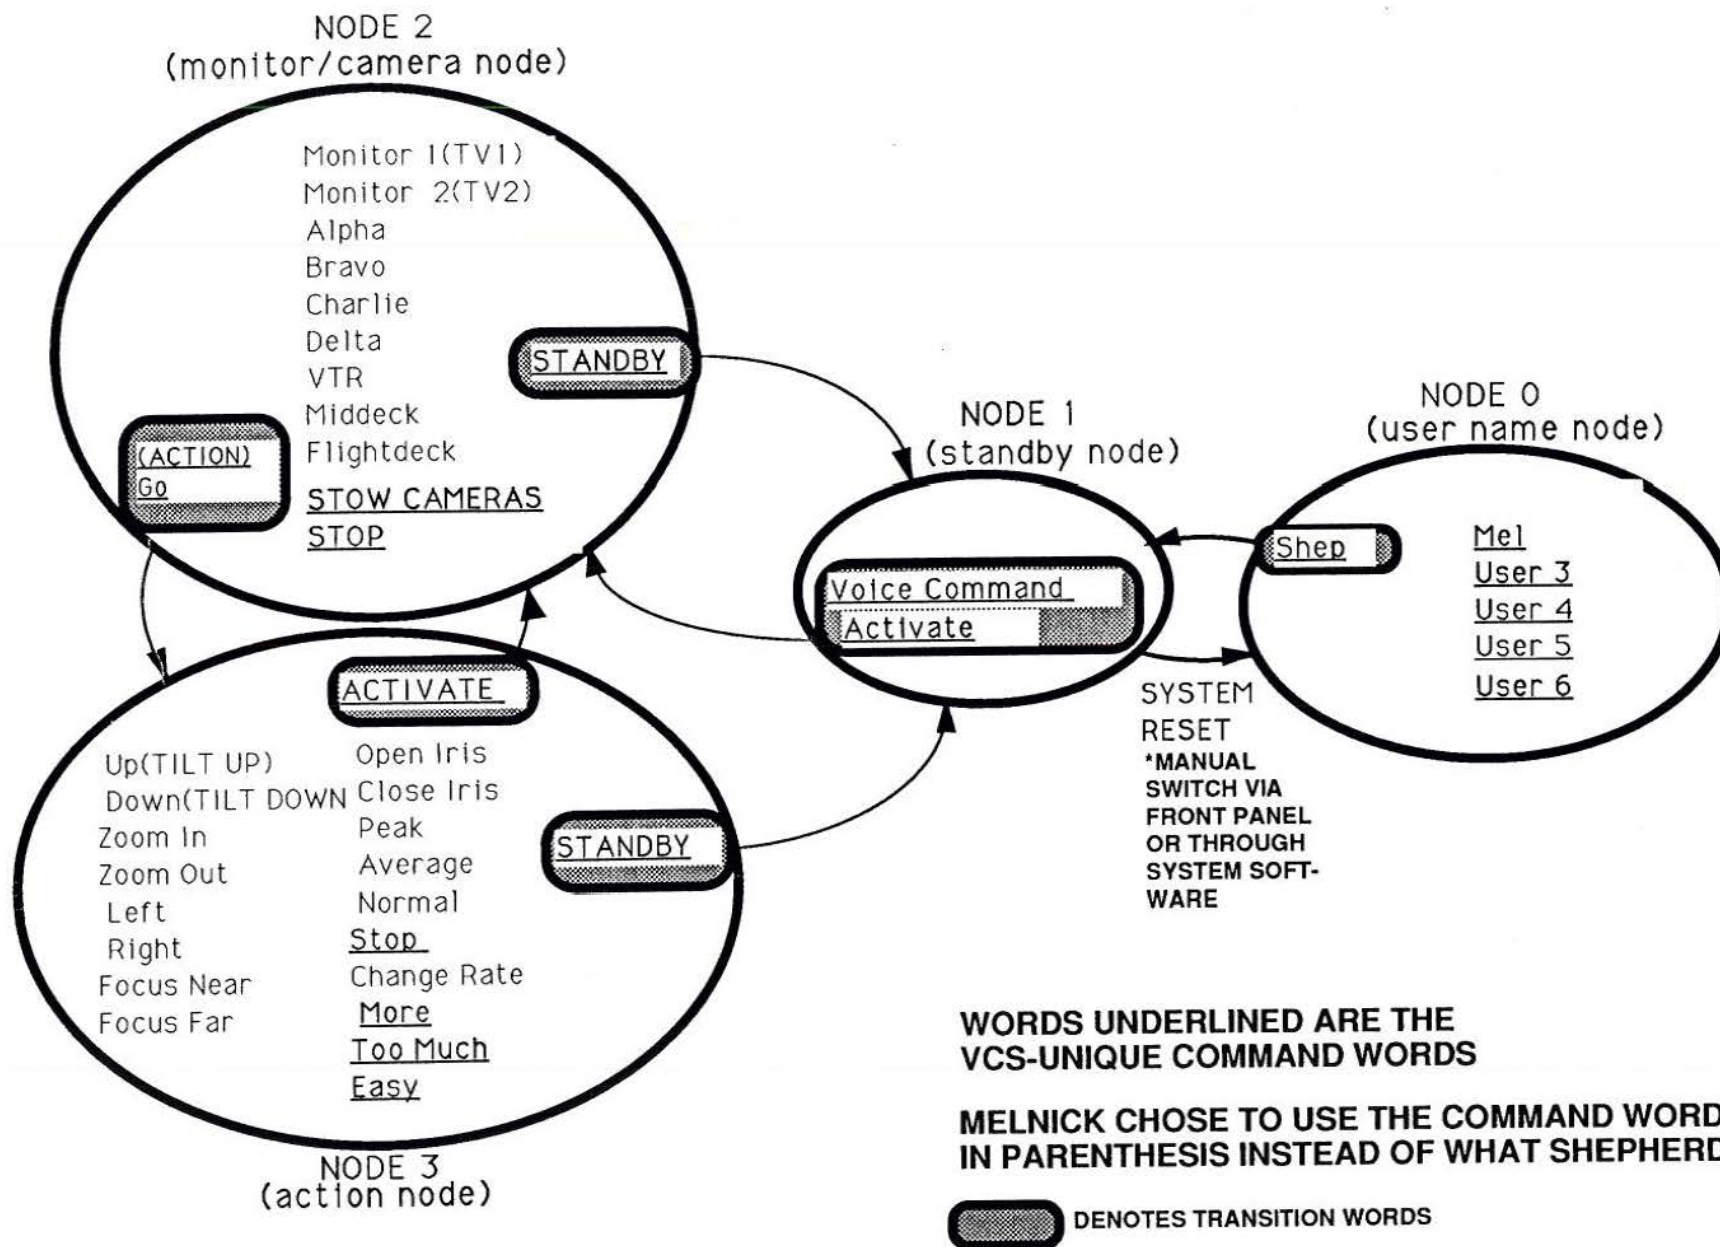 NODE 2
(monitor/camera node)
Monitor 1(TV1)
Monitor 2(TV2)
Alpha
Bravo
Charlie
Delta
VTR
Middeck
Flightdeck
STOW CAMERAS
STOP
STANDBY
(ACTION)
Go
NODE 1
(standby node)
Voice Command
Activate
NODE 0
(user name node)
Shep
Mel
User 3
User 4
User 5
User 6
SYSTEM
RESET
*MANUAL
SWITCH VIA
FRONT PANEL
OR THROUGH
SYSTEM SOFT-
WARE
ACTIVATE
Up(TILT UP)
Down(TILT DOWN
Zoom In
Zoom Out
Left
Right
Focus Near
Focus Far
Open Iris
Close Iris
Peak
Average
Normal
Stop
Change Rate
More
Too Much
Easy
STANDBY
NODE 3
(action node)
WORDS UNDERLINED ARE THE
VCS-UNIQUE COMMAND WORDS
MELNICK CHOSE TO USE THE COMMAND WORD
IN PARENTHESIS INSTEAD OF WHAT SHEPHERD
DENOTES TRANSITION WORDS